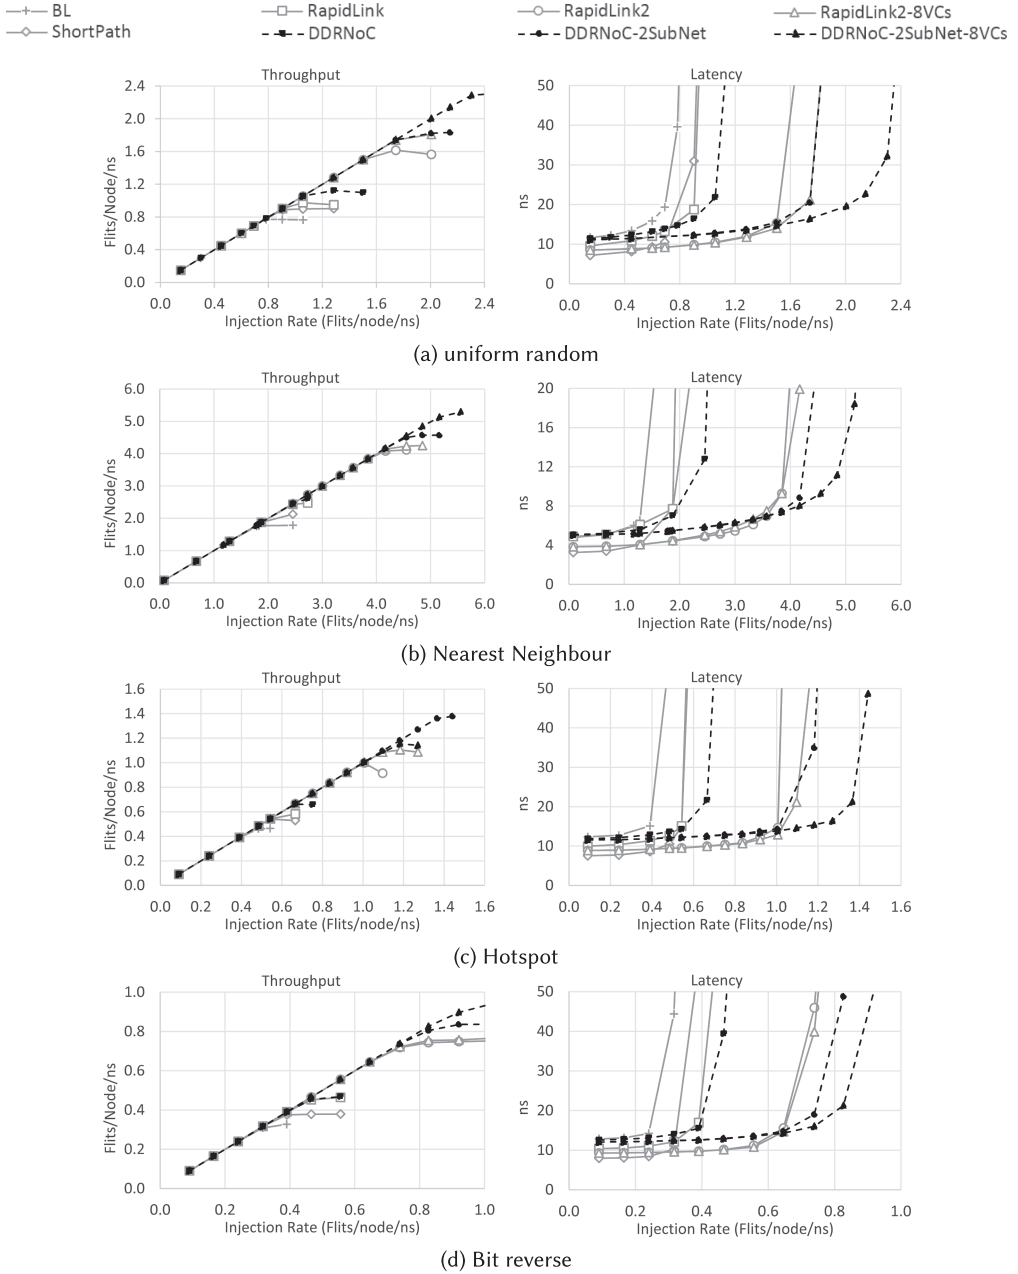 BL RapidLink RapidLink2 RapidLink2-8VCs
ShortPath DDRNoC DDRNoC-2SubNet DDRNoC-2SubNet-8VCs
Throughput
Flits/Node/ns
2.4
2.0
1.6
1.2
0.8
0.4
0.0
0.0 0.4 0.8 1.2 1.6 2.0 2.4
Injection Rate (Flits/node/ns)
Latency
ns
50
40
30
20
10
0
0.0 0.4 0.8 1.2 1.6 2.0 2.4
Injection Rate (Flits/node/ns)
(a) uniform random
Throughput
Flits/Node/ns
6.0
5.0
4.0
3.0
2.0
1.0
0.0
0.0 1.0 2.0 3.0 4.0 5.0 6.0
Injection Rate (Flits/node/ns)
Latency
ns
20
16
12
8
4
0
0.0 1.0 2.0 3.0 4.0 5.0 6.0
Injection Rate (Flits/node/ns)
(b) Nearest Neighbour
Throughput
Flits/Node/ns
1.6
1.4
1.2
1.0
0.8
0.6
0.4
0.2
0.0
0.0 0.2 0.4 0.6 0.8 1.0 1.2 1.4 1.6
Injection Rate (Flits/node/ns)
Latency
ns
50
40
30
20
10
0
0.0 0.2 0.4 0.6 0.8 1.0 1.2 1.4 1.6
Injection Rate (Flits/node/ns)
(c) Hotspot
Throughput
Flits/Node/ns
1.0
0.8
0.6
0.4
0.2
0.0
0.0 0.2 0.4 0.6 0.8 1.0
Injection Rate (Flits/node/ns)
Latency
ns
50
40
30
20
10
0
0.0 0.2 0.4 0.6 0.8 1.0
Injection Rate (Flits/node/ns)
(d) Bit reverse